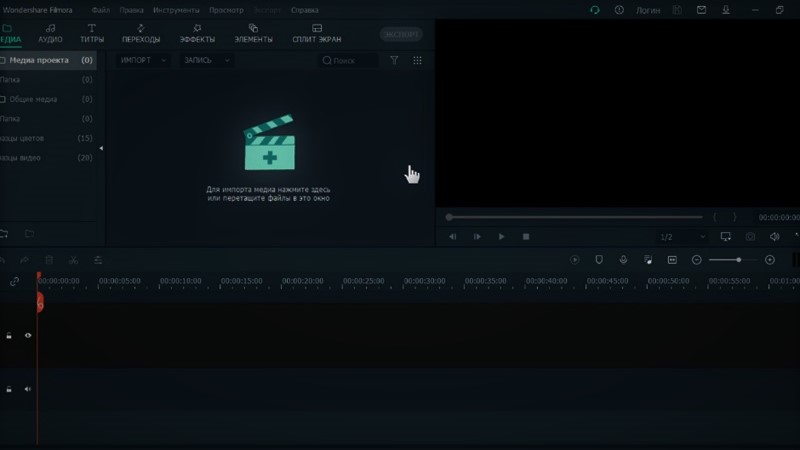 Wondershare Filmora Файл Правка Инструменты Просмотр Экспорт Справка Логин
ЕДИА АУДИО ТИТРЫ ПЕРЕХОДЫ ЭФФЕКТЫ ЭЛЕМЕНТЫ СПЛИТ ЭКРАН ЭКСПОРТ
Медиа проекта (0) ИМПОРТ ЗАПИСЬ Поиск
Папка (0)
Общие медиа (0)
Папка (0)
азцы цветов (15)
азцы видео (20)
Для импорта медиа нажмите здесь
или перетащите файлы в это окно
00:00:00:00
1/2
00:00:00:00 00:00:05:00 00:00:10:00 00:00:15:00 00:00:20:00 00:00:25:00 00:00:30:00 00:00:35:00 00:00:40:00 00:00:45:00 00:00:50:00 00:00:55:00 00:01:00